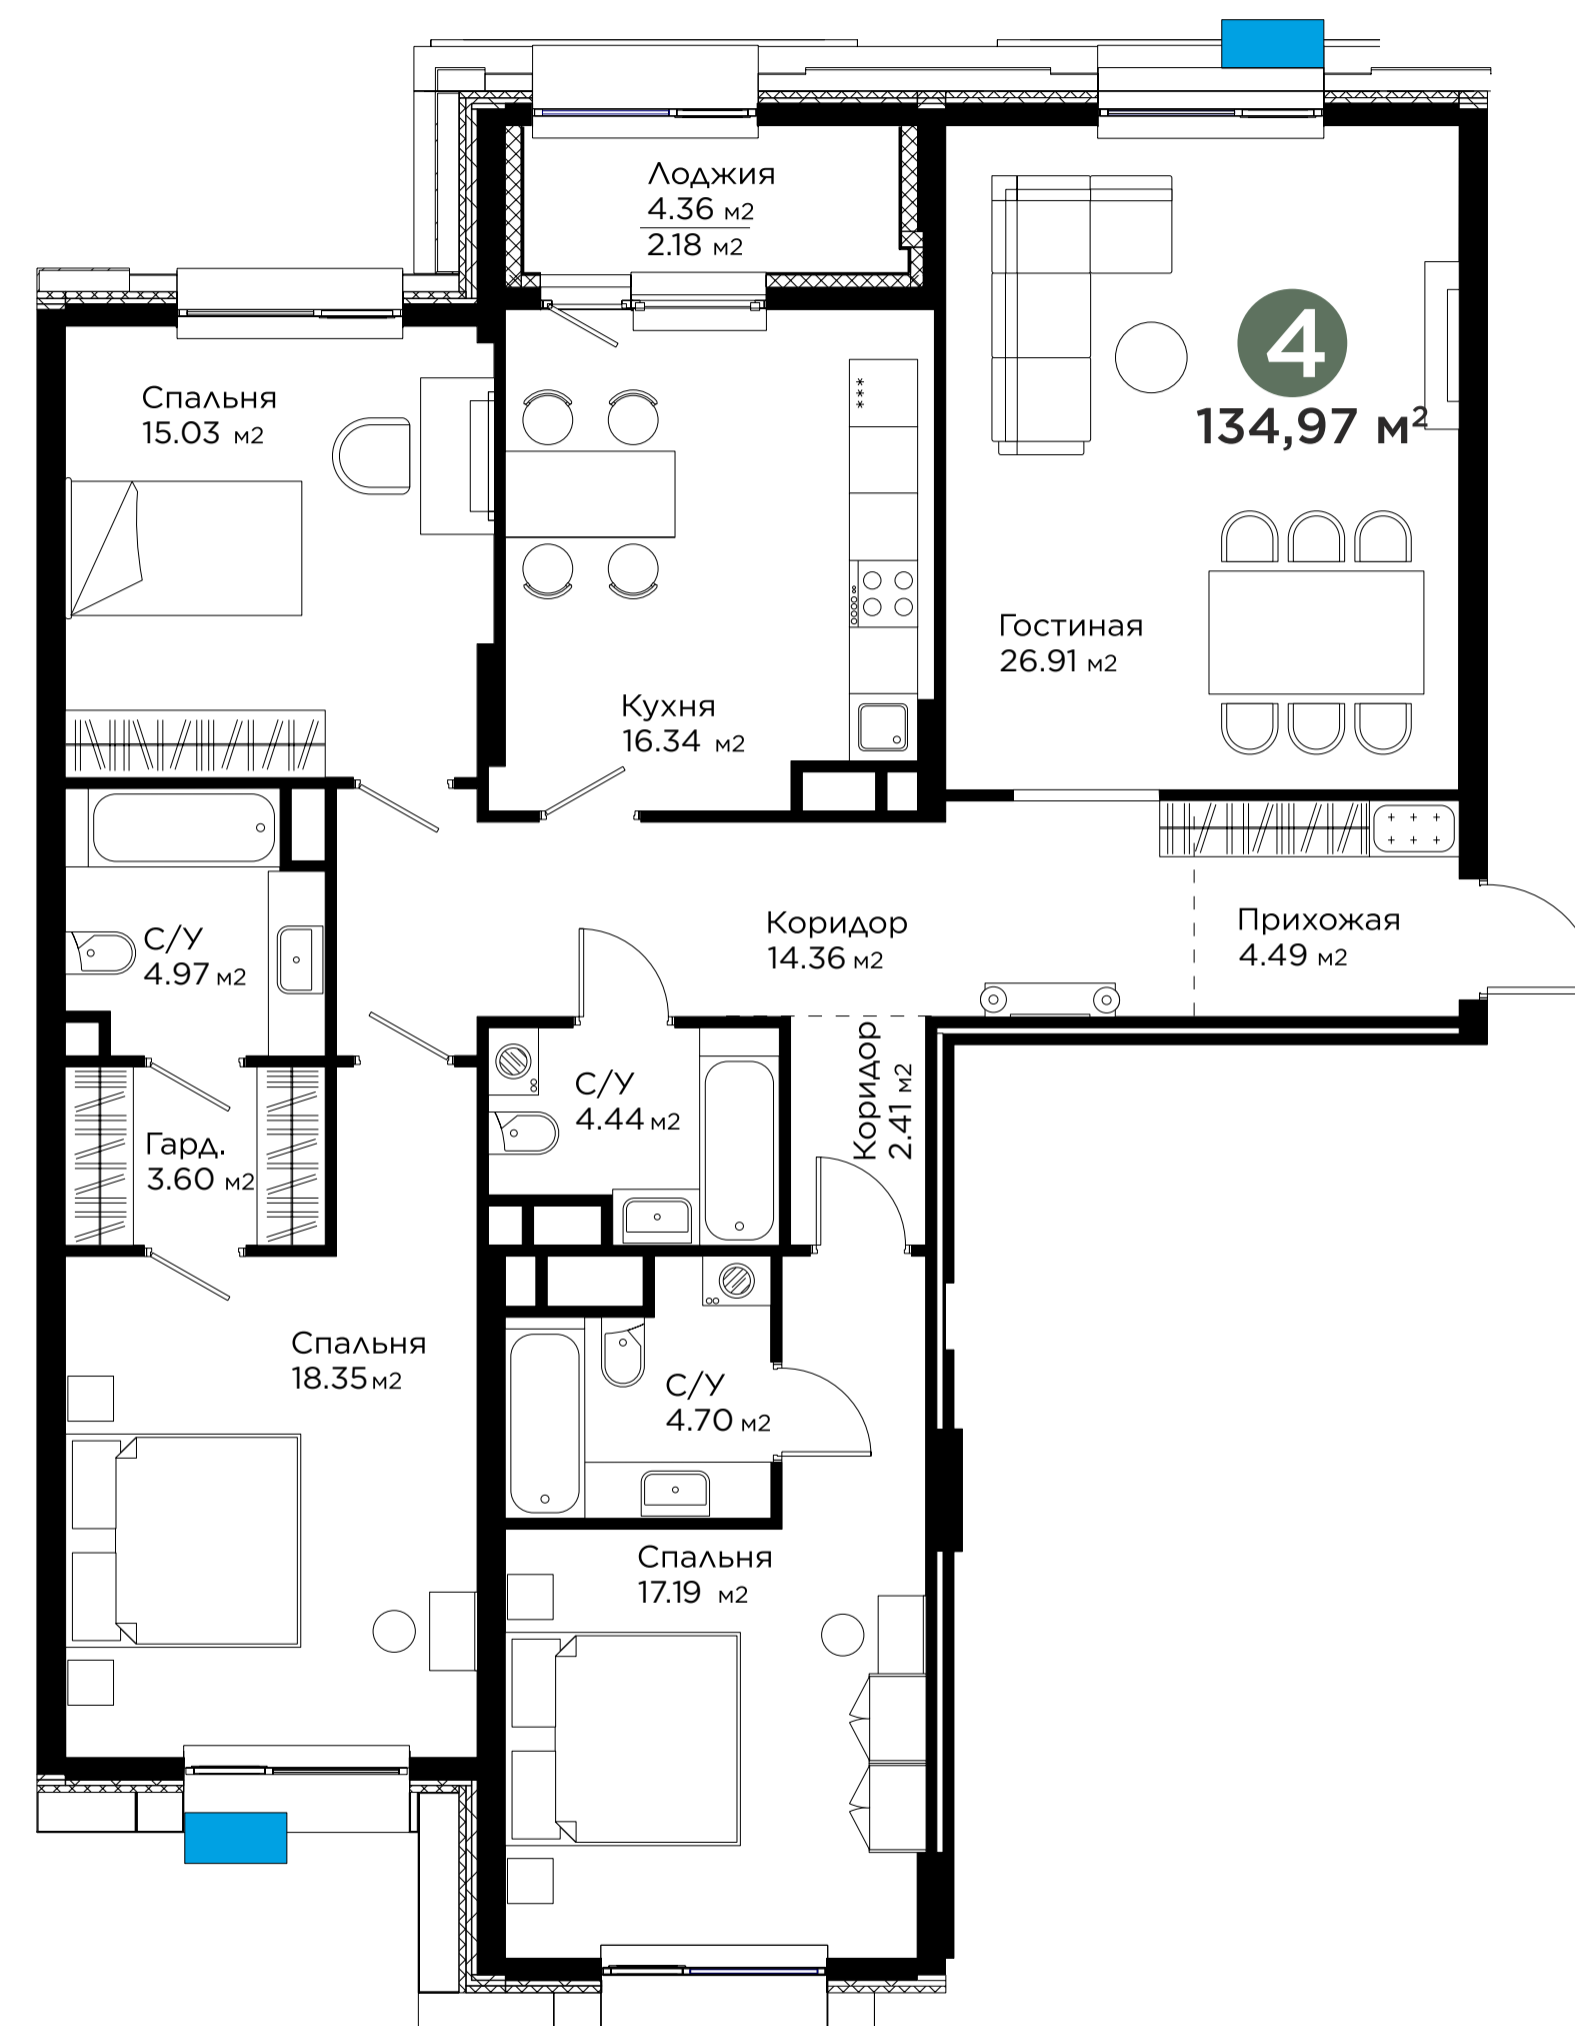 Лоджия
4.36 м2
2.18 м2
4
134,97 м²
Спальня
15.03 м2
Гостиная
26.91 м2
Кухня
16.34 м2
С/У
4.97 м2
Коридор
14.36 м2
Прихожая
4.49 м2
Коридор
2.41 м2
С/У
4.44 м2
Гард.
3.60 м2
Спальня
18.35 м2
С/У
4.70 м2
Спальня
17.19 м2